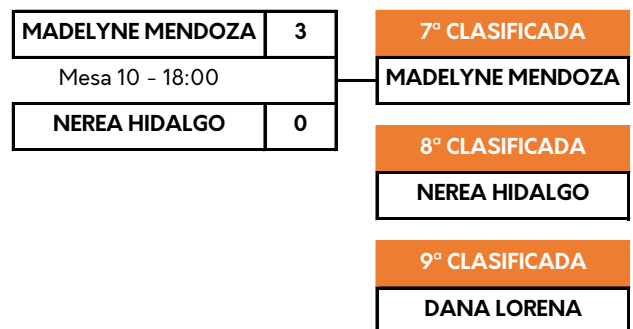 MADELYNE MENDOZA 3
Mesa 10 - 18:00
NEREA HIDALGO 0
7ª CLASIFICADA
MADELYNE MENDOZA
8ª CLASIFICADA
NEREA HIDALGO
9ª CLASIFICADA
DANA LORENA